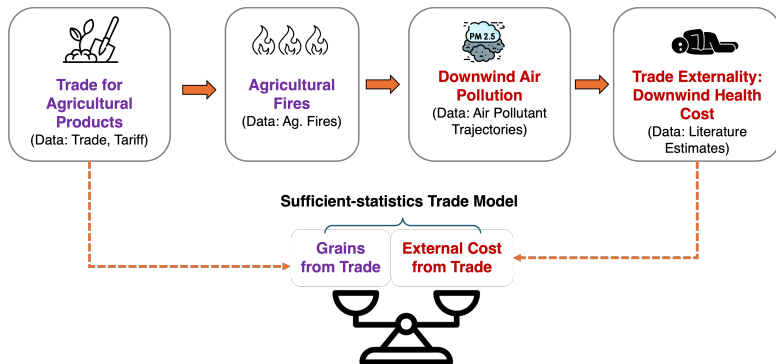 Trade for
Agricultural
Products
(Data: Trade, Tariff)
Agricultural
Fires
(Data: Ag. Fires)
PM 2.5
Downwind Air
Pollution
(Data: Air Pollutant
Trajectories)
Trade Externality:
Downwind Health
Cost
(Data: Literature
Estimates)
Sufficient-statistics Trade Model
Grains
from Trade
External Cost
from Trade